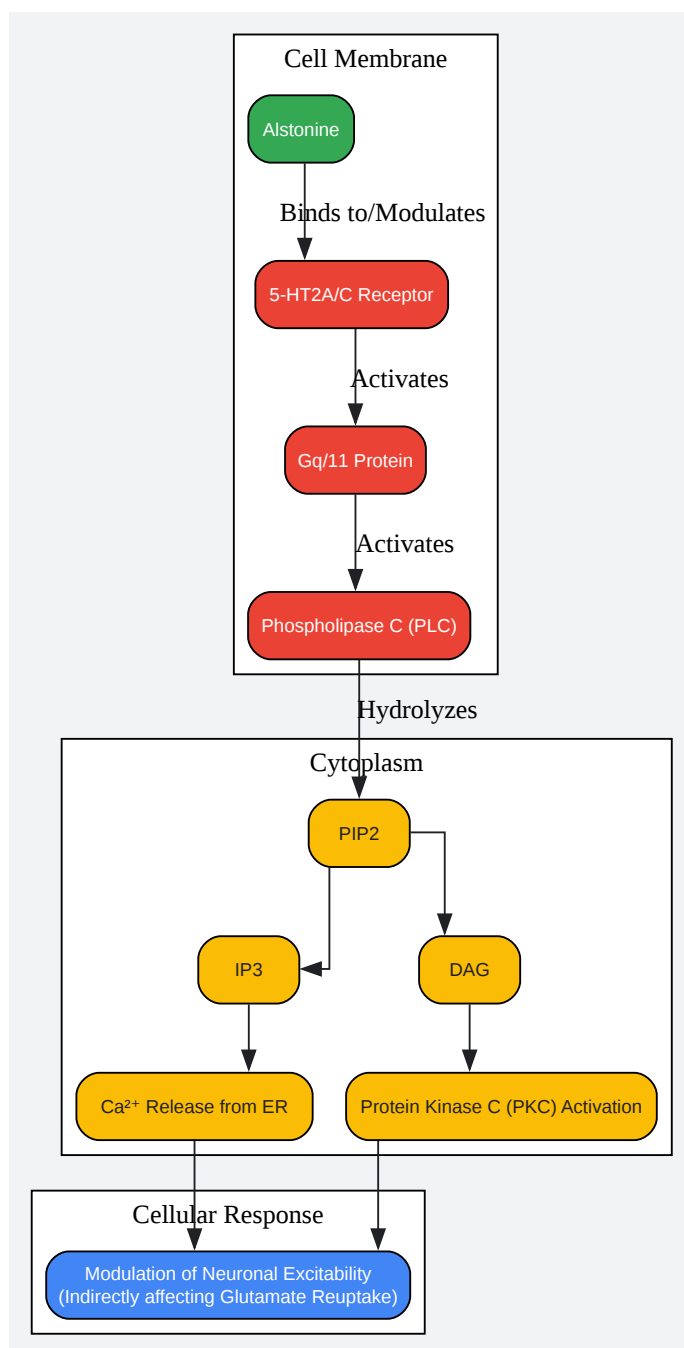 Cell Membrane
Alstonine
Binds to/Modulates
5-HT2A/C Receptor
Activates
Gq/11 Protein
Activates
Phospholipase C (PLC)
Hydrolyzes
Cytoplasm
PIP2
IP3
DAG
Ca²⁺ Release from ER
Protein Kinase C (PKC) Activation
Cellular Response
Modulation of Neuronal Excitability
(Indirectly affecting Glutamate Reuptake)